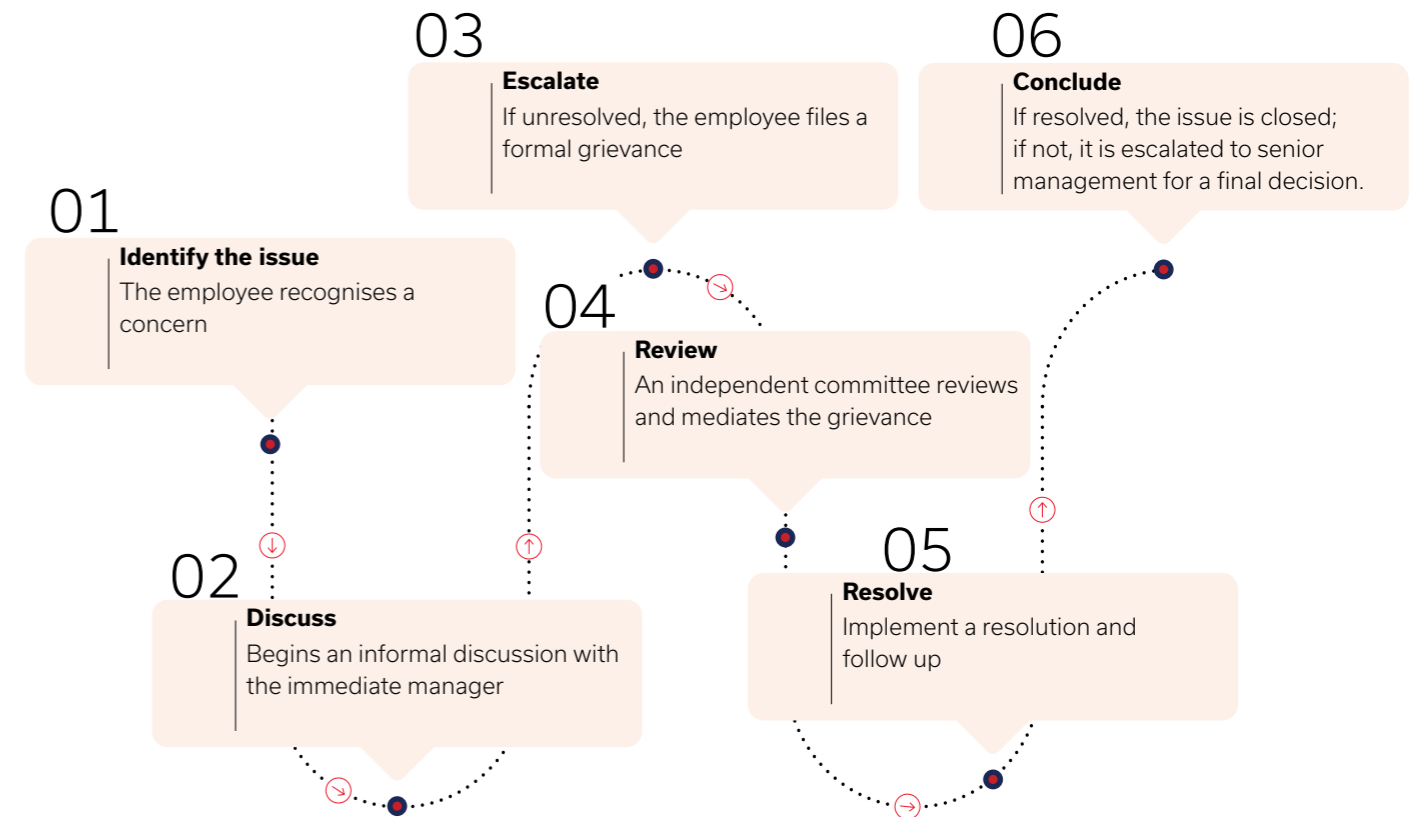 01
Identify the issue
The employee recognises a
concern
02
Discuss
Begins an informal discussion with
the immediate manager
03
Escalate
If unresolved, the employee files a
formal grievance
04
Review
An independent committee reviews
and mediates the grievance
05
Resolve
Implement a resolution and
follow up
06
Conclude
If resolved, the issue is closed;
if not, it is escalated to senior
management for a final decision.